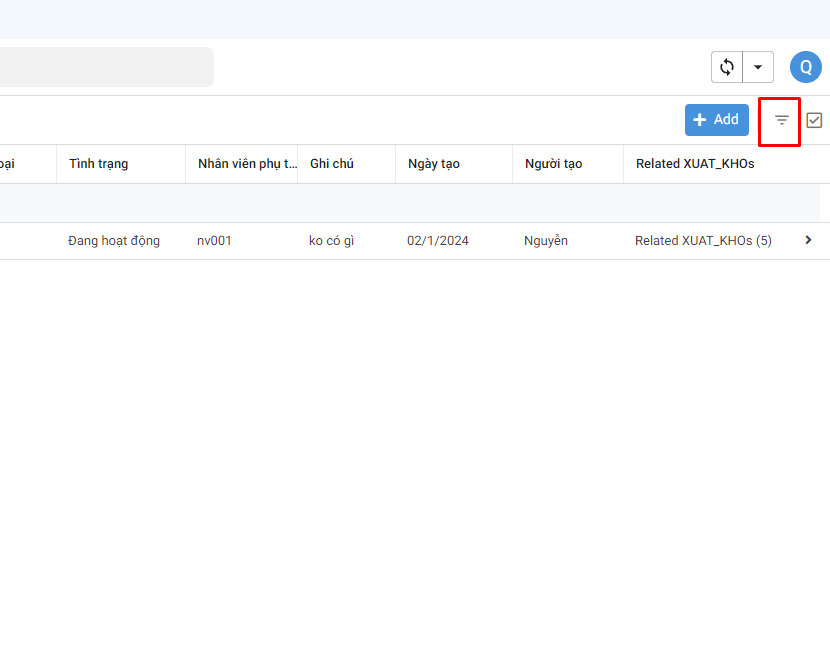 Q
Add
oại Tình trạng Nhân viên phụ t... Ghi chú Ngày tạo Người tạo Related XUAT_KHOs
Đang hoạt động nv001 ko có gì 02/1/2024 Nguyễn Related XUAT_KHOs (5)